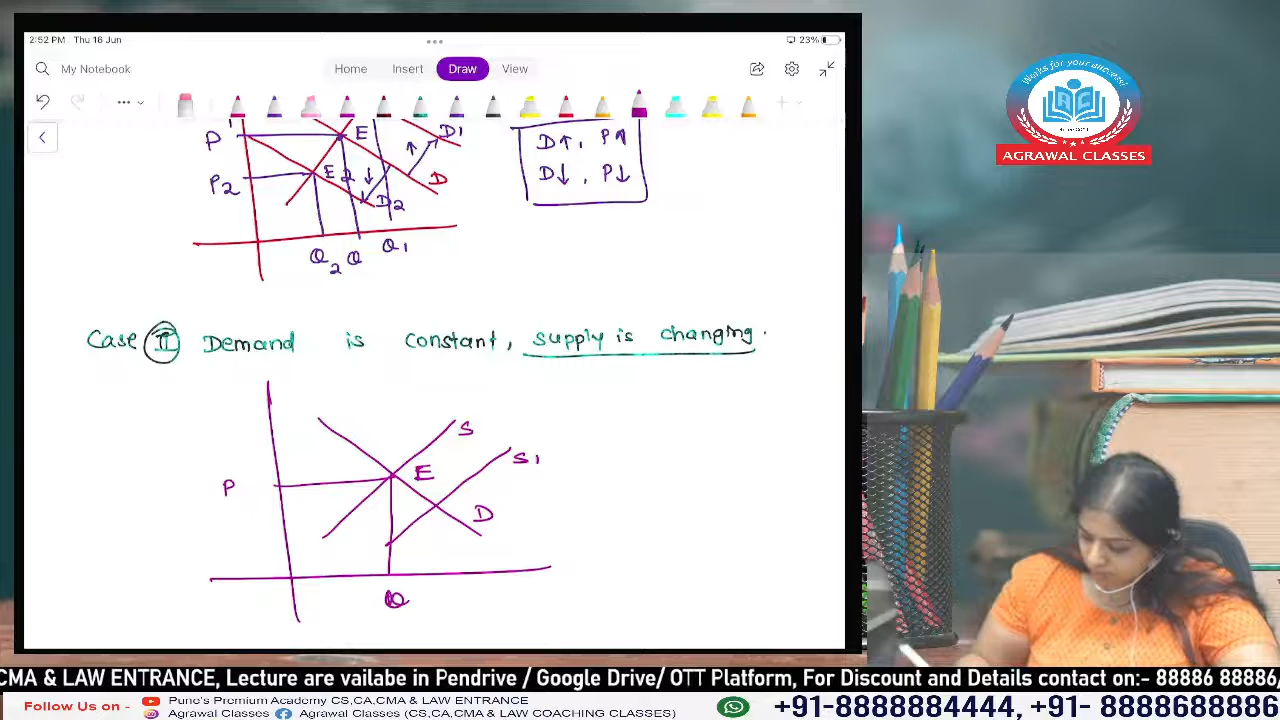 2:52 PM Thu 16 Jun
23%
My Notebook
Home Insert Draw View
P1 E D1
P2 E2 D
D2
Q2 Q Q1
D↑, P↑
D↓, P↓
Works for your success!
AC
AGRAWAL CLASSES
Case II Demand is constant, supply is changing.
S
S1
P E
D
Q
CMA & LAW ENTRANCE, Lecture are vailabe in Pendrive / Google Drive/ OTT Platform, For Discount and Details contact on:- 88886 88886/
Follow Us on -
Pune's Premium Academy CS,CA,CMA & LAW ENTRANCE
Agrawal Classes Agrawal Classes (CS,CA,CMA & LAW COACHING CLASSES)
+91-8888884444, +91- 8888688886